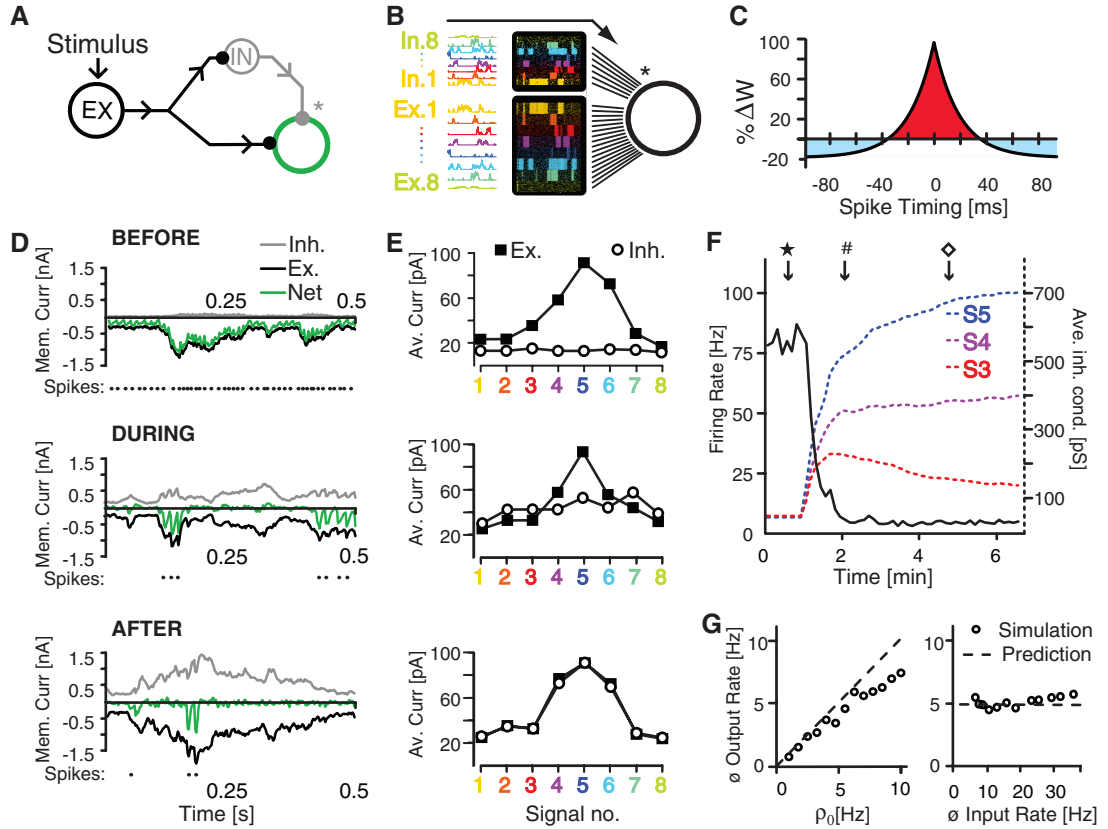 A
Stimulus
EX
IN
*
B
In.8
In.1
Ex.1
Ex.8
*
C
% ΔW
100
60
20
-20
-80
-40
0
40
80
Spike Timing [ms]
D
BEFORE
Inh.
Ex.
Net
Mem. Curr [nA]
1.5
0.5
-0.5
-1.5
0.25
0.5
Spikes:
DURING
Mem. Curr [nA]
1.5
0.5
-0.5
-1.5
0.25
0.5
Spikes:
AFTER
Mem. Curr [nA]
1.5
0.5
-0.5
-1.5
Spikes:
0.25
0.5
Time [s]
E
Ex.
Inh.
Av. Curr [pA]
100
60
20
1 2 3 4 5 6 7 8
Av. Curr [pA]
100
60
20
1 2 3 4 5 6 7 8
Av. Curr [pA]
100
60
20
1 2 3 4 5 6 7 8
Signal no.
F
★ # ◇
Firing Rate [Hz]
100
75
50
25
0
S5
S4
S3
700
500
300
100
Ave. inh. cond. [pS]
0 2 4 6
Time [min]
G
ø Output Rate [Hz]
10
5
0
0 5 10
ρ0[Hz]
Simulation
Prediction
10
5
0
0 10 20 30
ø Input Rate [Hz]